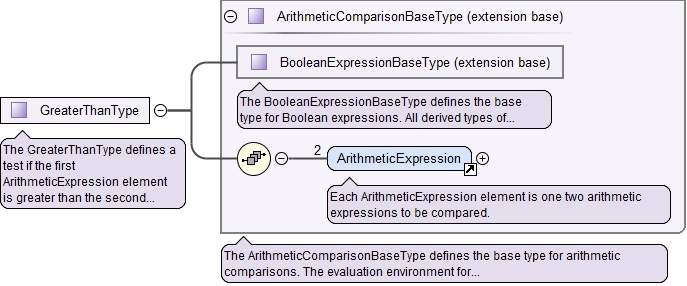 ArithmeticComparisonBaseType (extension base)
BooleanExpressionBaseType (extension base)
The BooleanExpressionBaseType defines the base
type for Boolean expressions. All derived types of...
GreaterThanType
The GreaterThanType defines a
test if the first
ArithmeticExpression element
is greater than the second...
2
ArithmeticExpression
Each ArithmeticExpression element is one two arithmetic
expressions to be compared.
The ArithmeticComparisonBaseType defines the base type for arithmetic
comparisons. The evaluation environment for...